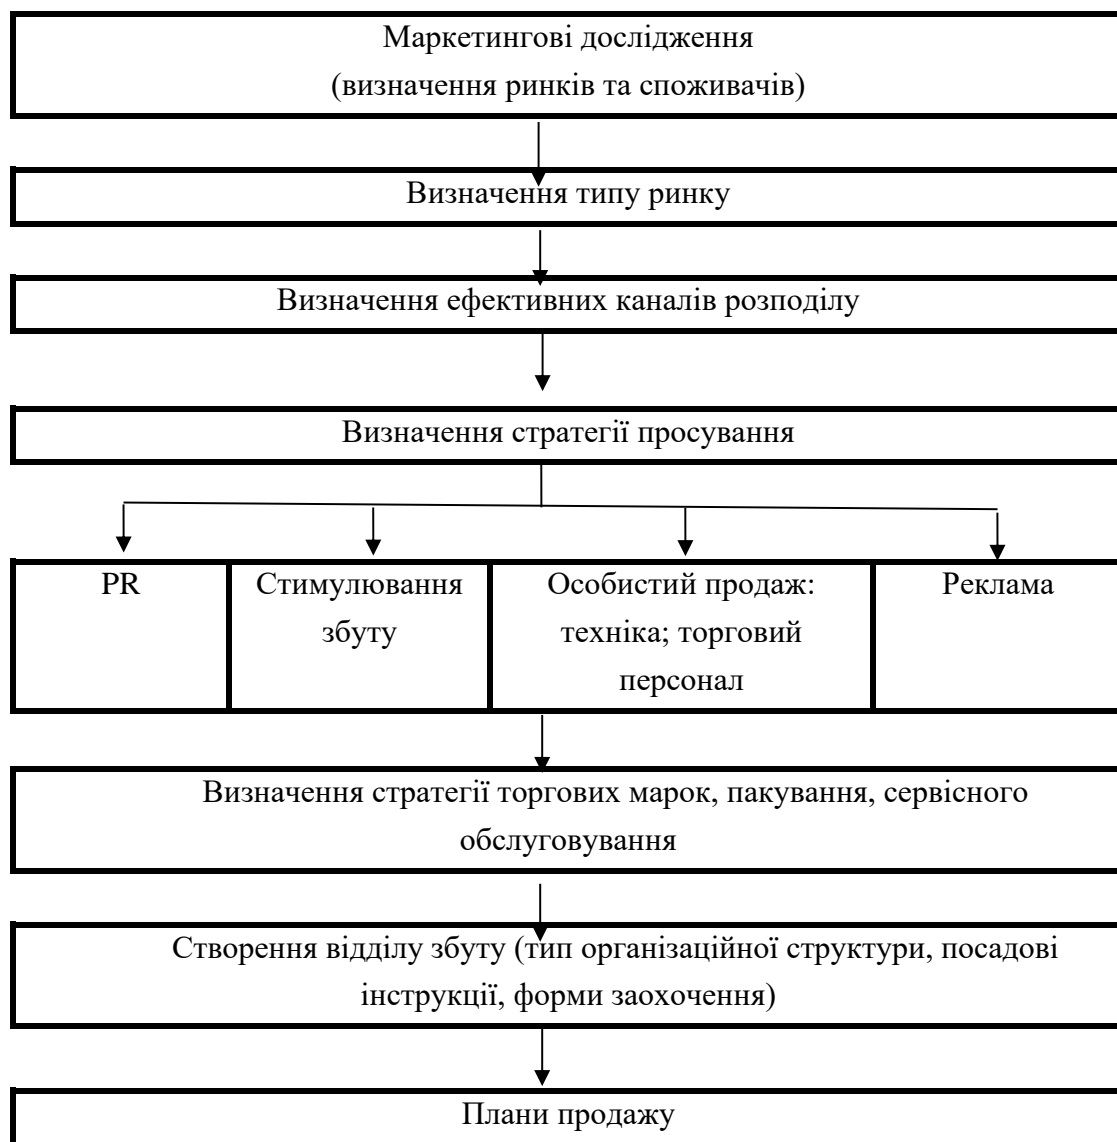 Маркетингові дослідження
(визначення ринків та споживачів)
Визначення типу ринку
Визначення ефективних каналів розподілу
Визначення стратегії просування
PR
Стимулювання
збуту
Особистий продаж:
техніка; торговий
персонал
Реклама
Визначення стратегії торгових марок, пакування, сервісного
обслуговування
Створення відділу збуту (тип організаційної структури, посадові
інструкції, форми заохочення)
Плани продажу